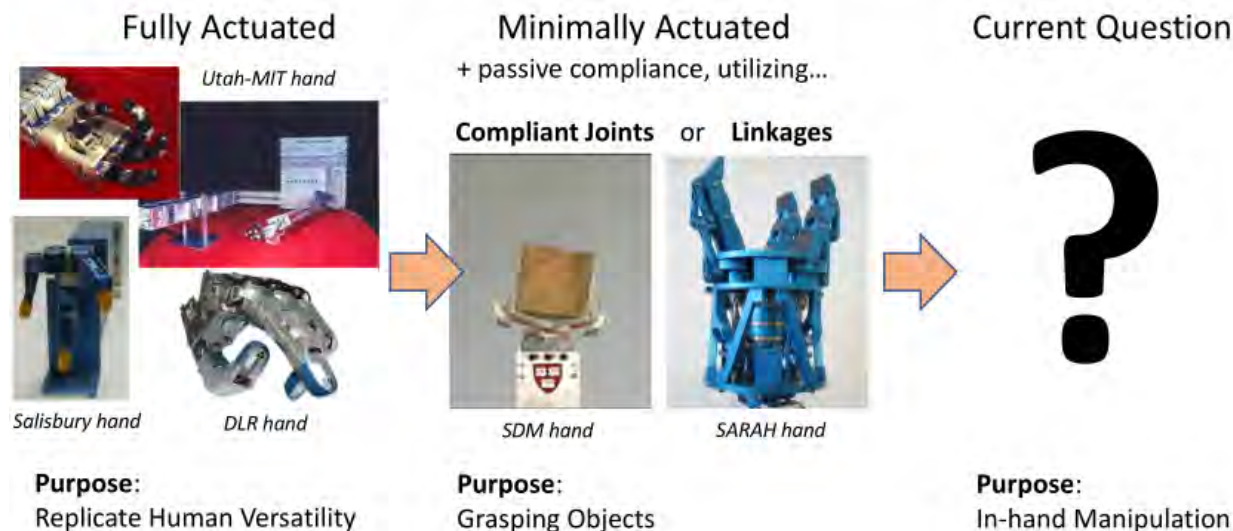 Fully Actuated
Utah-MIT hand
Salisbury hand
DLR hand
Purpose:
Replicate Human Versatility
Minimally Actuated
+ passive compliance, utilizing...
Compliant Joints or Linkages
SDM hand
SARAH hand
Purpose:
Grasping Objects
Current Question
?
Purpose:
In-hand Manipulation